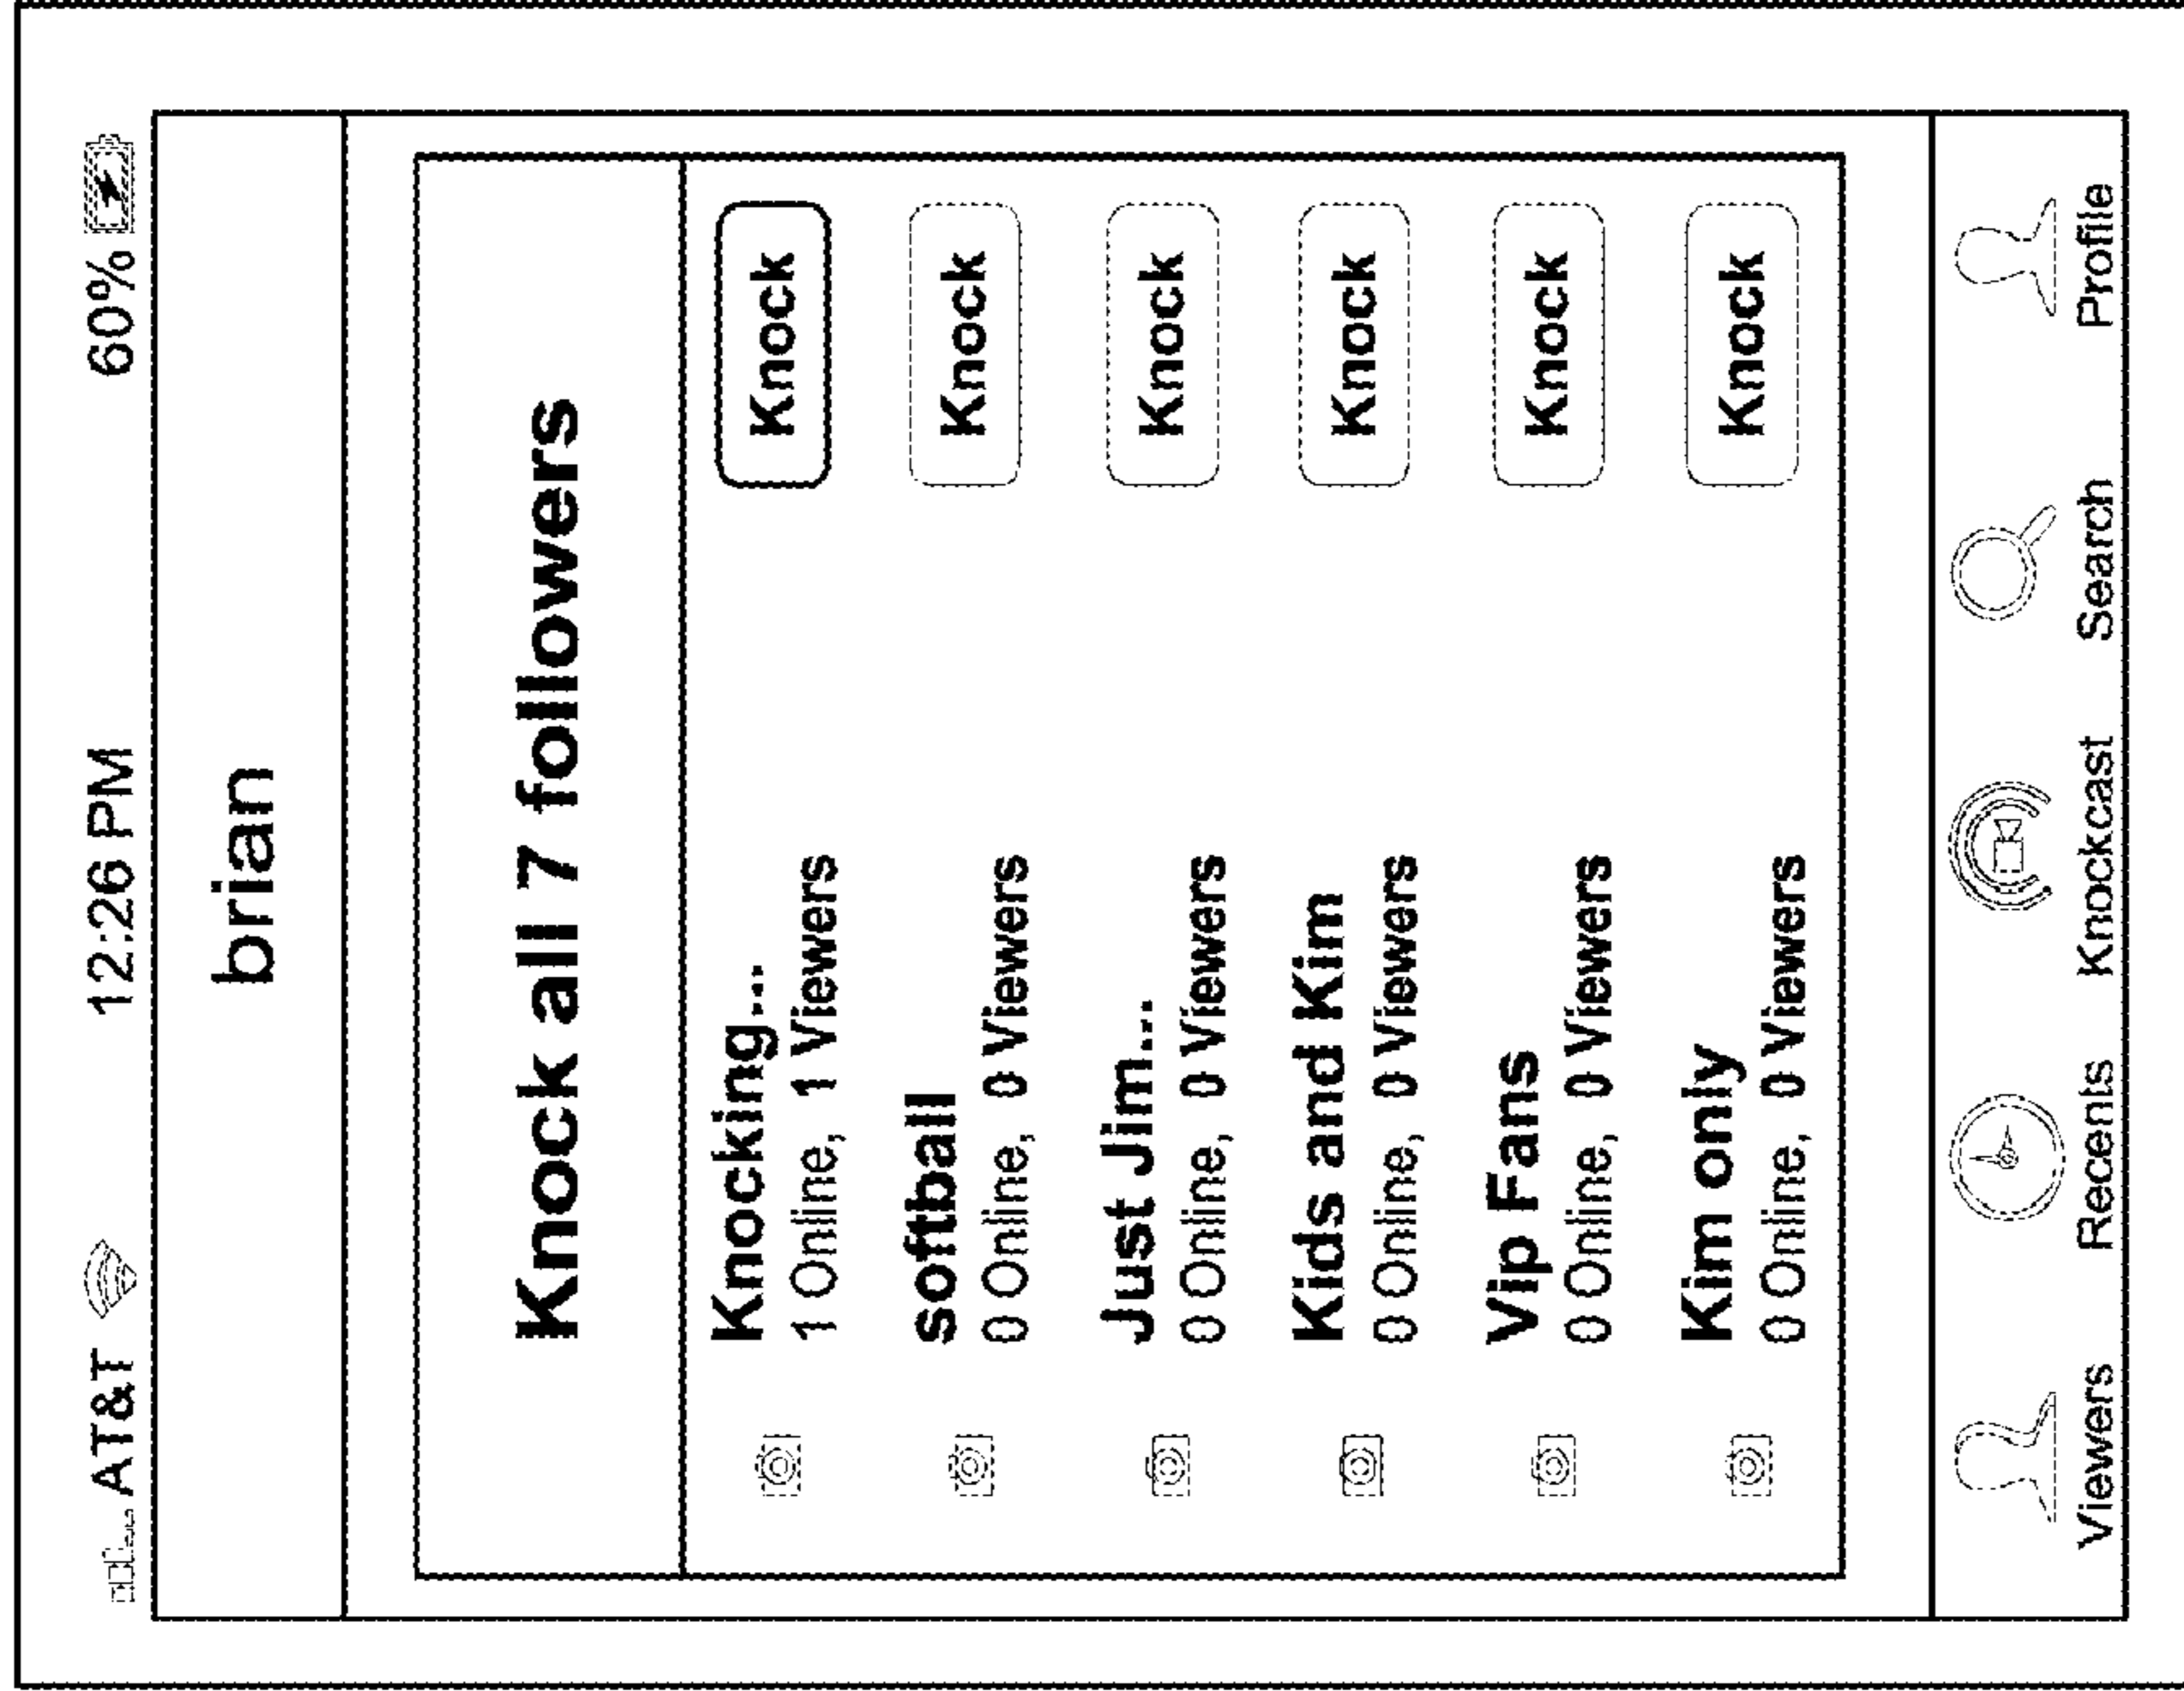 AT&T 12:26 PM 60%
brian
Knock all 7 followers
Knocking... Knock
1 Online, 1 Viewers
softball Knock
0 Online, 0 Viewers
Just Jim... Knock
0 Online, 0 Viewers
Kids and Kim Knock
0 Online, 0 Viewers
Vip Fans Knock
0 Online, 0 Viewers
Kim only Knock
0 Online, 0 Viewers
Viewers Recents Knockcast Search Profile